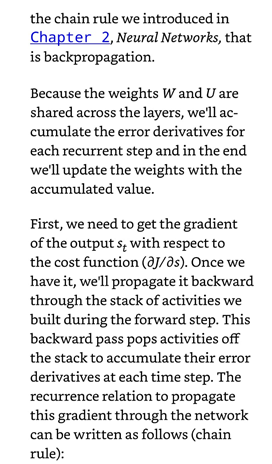 the chain rule we introduced in
Chapter 2, Neural Networks, that
is backpropagation.
Because the weights W and U are
shared across the layers, we'll ac-
cumulate the error derivatives for
each recurrent step and in the end
we'll update the weights with the
accumulated value.
First, we need to get the gradient
of the output sₜ with respect to
the cost function (∂J/∂s). Once we
have it, we'll propagate it backward
through the stack of activities we
built during the forward step. This
backward pass pops activities off
the stack to accumulate their error
derivatives at each time step. The
recurrence relation to propagate
this gradient through the network
can be written as follows (chain
rule):